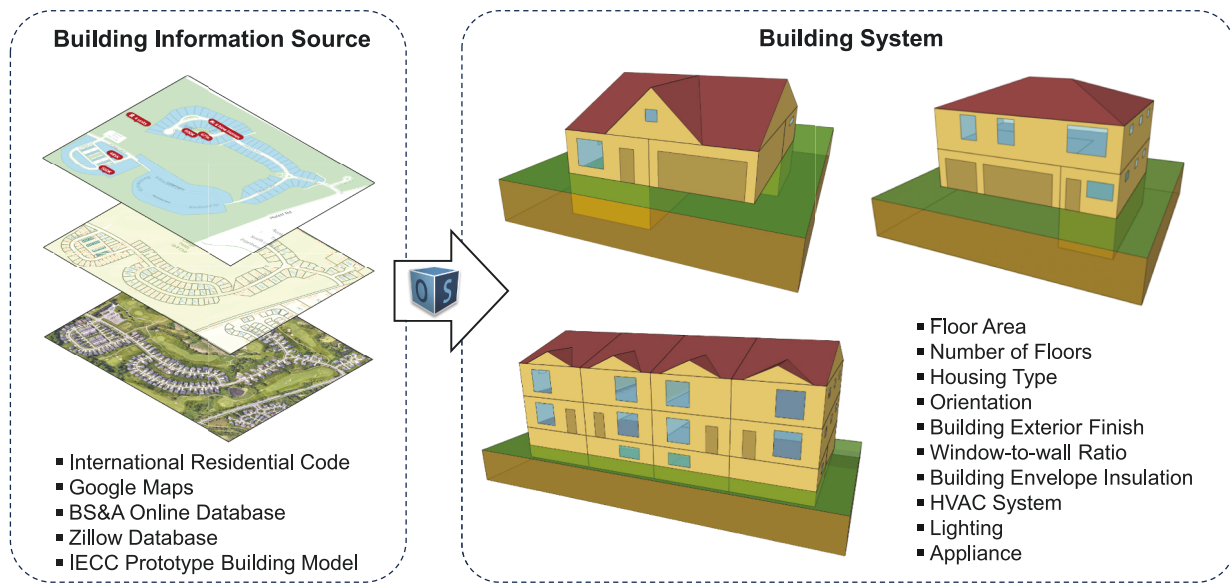 Building Information Source
Building System
O S
▪ International Residential Code
▪ Google Maps
▪ BS&A Online Database
▪ Zillow Database
▪ IECC Prototype Building Model
▪ Floor Area
▪ Number of Floors
▪ Housing Type
▪ Orientation
▪ Building Exterior Finish
▪ Window-to-wall Ratio
▪ Building Envelope Insulation
▪ HVAC System
▪ Lighting
▪ Appliance